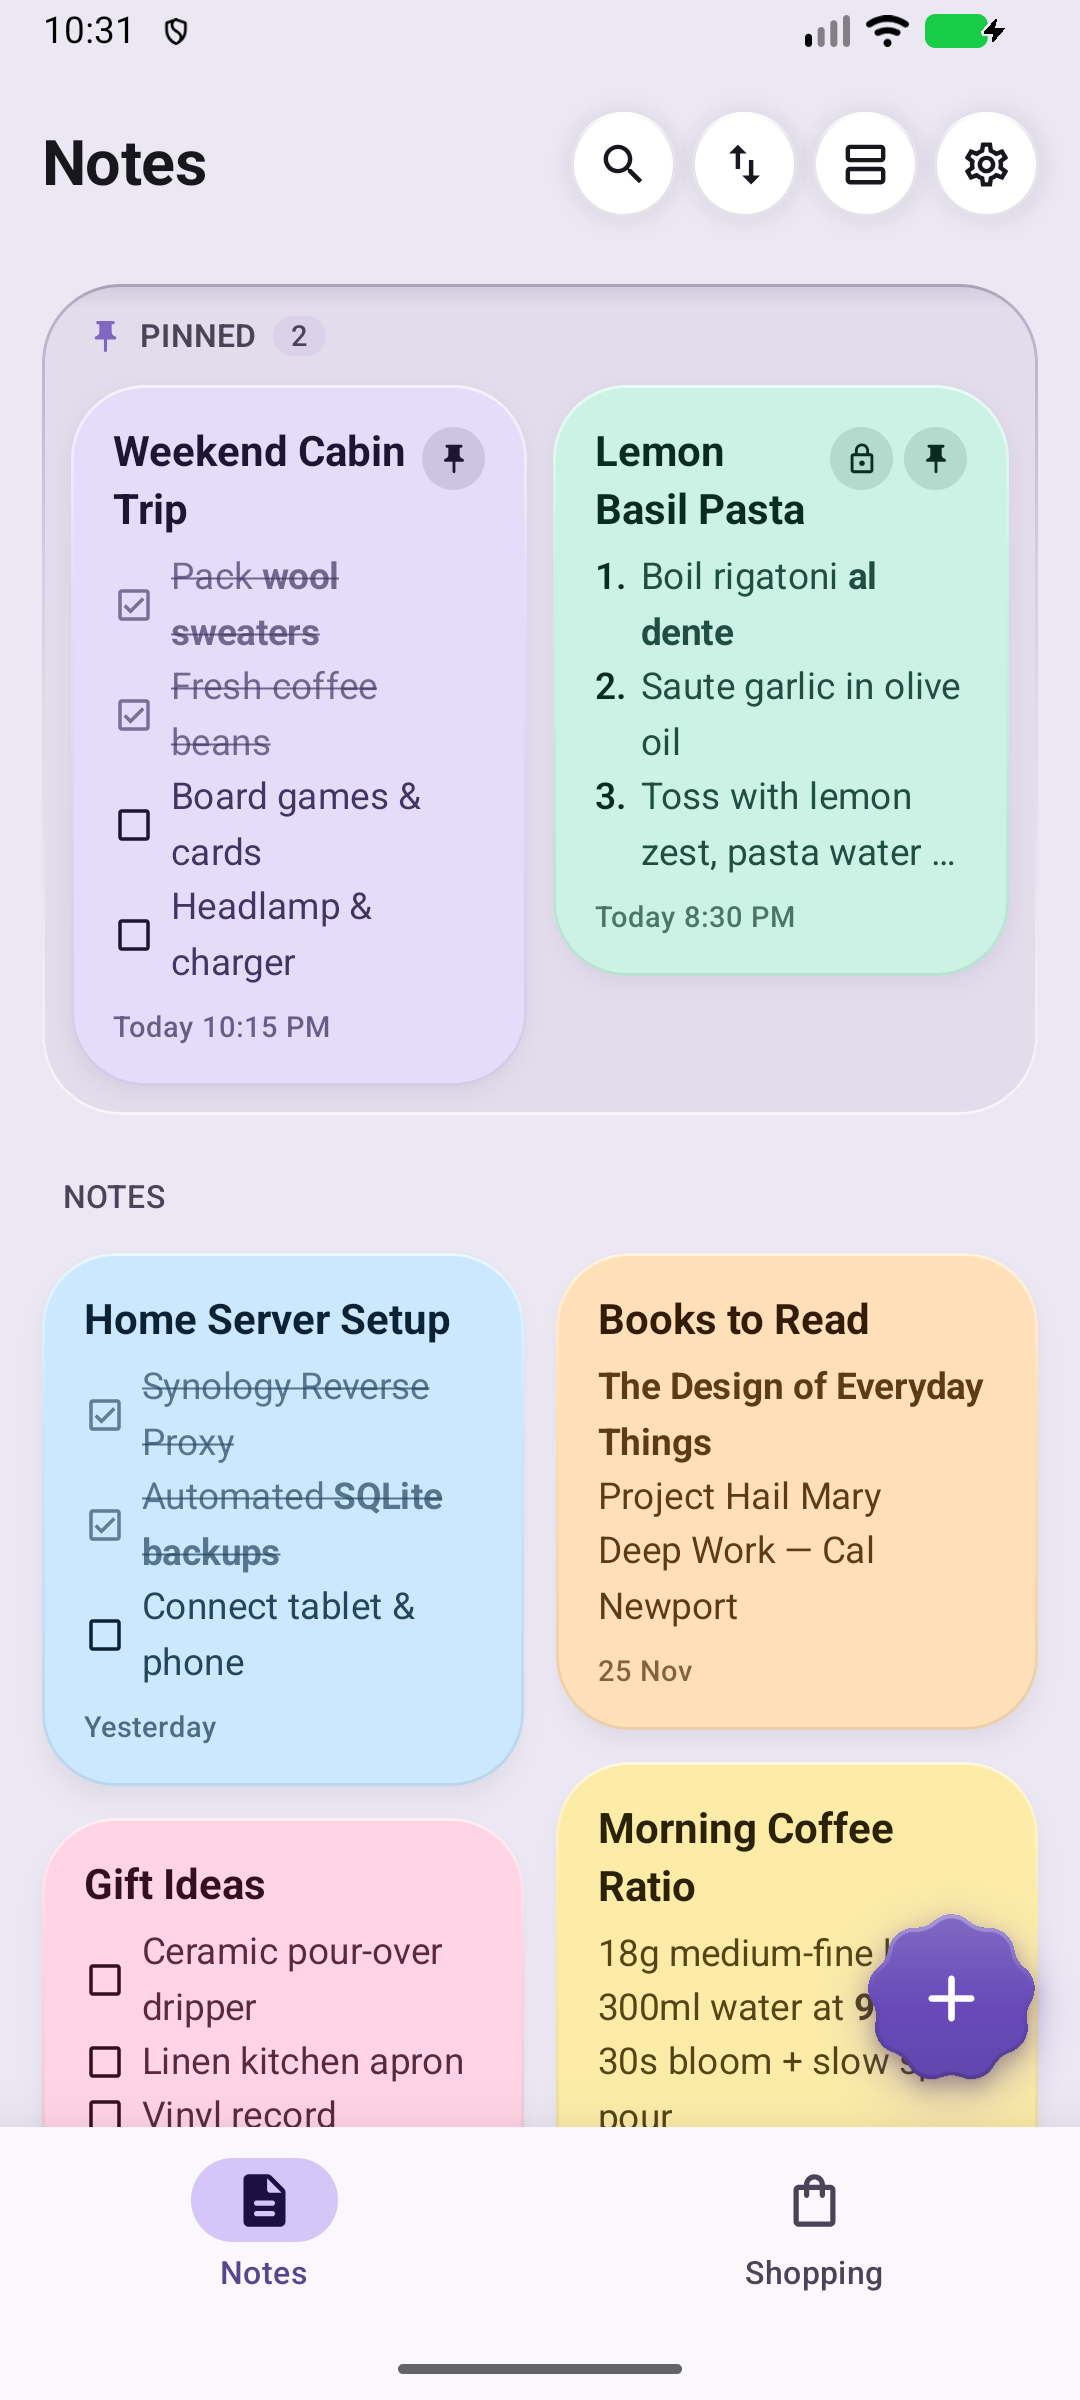 10:31
Notes
PINNED 2
Weekend Cabin
Trip
Pack wool
sweaters
Fresh coffee
beans
Board games &
cards
Headlamp &
charger
Today 10:15 PM
Lemon
Basil Pasta
1. Boil rigatoni al
dente
2. Saute garlic in olive
oil
3. Toss with lemon
zest, pasta water ...
Today 8:30 PM
NOTES
Home Server Setup
Synology Reverse
Proxy
Automated SQLite
backups
Connect tablet &
phone
Yesterday
Books to Read
The Design of Everyday
Things
Project Hail Mary
Deep Work — Cal
Newport
25 Nov
Gift Ideas
Ceramic pour-over
dripper
Linen kitchen apron
Vinyl record
Morning Coffee
Ratio
18g medium-fine
300ml water at
30s bloom + slow
pour
Notes
Shopping